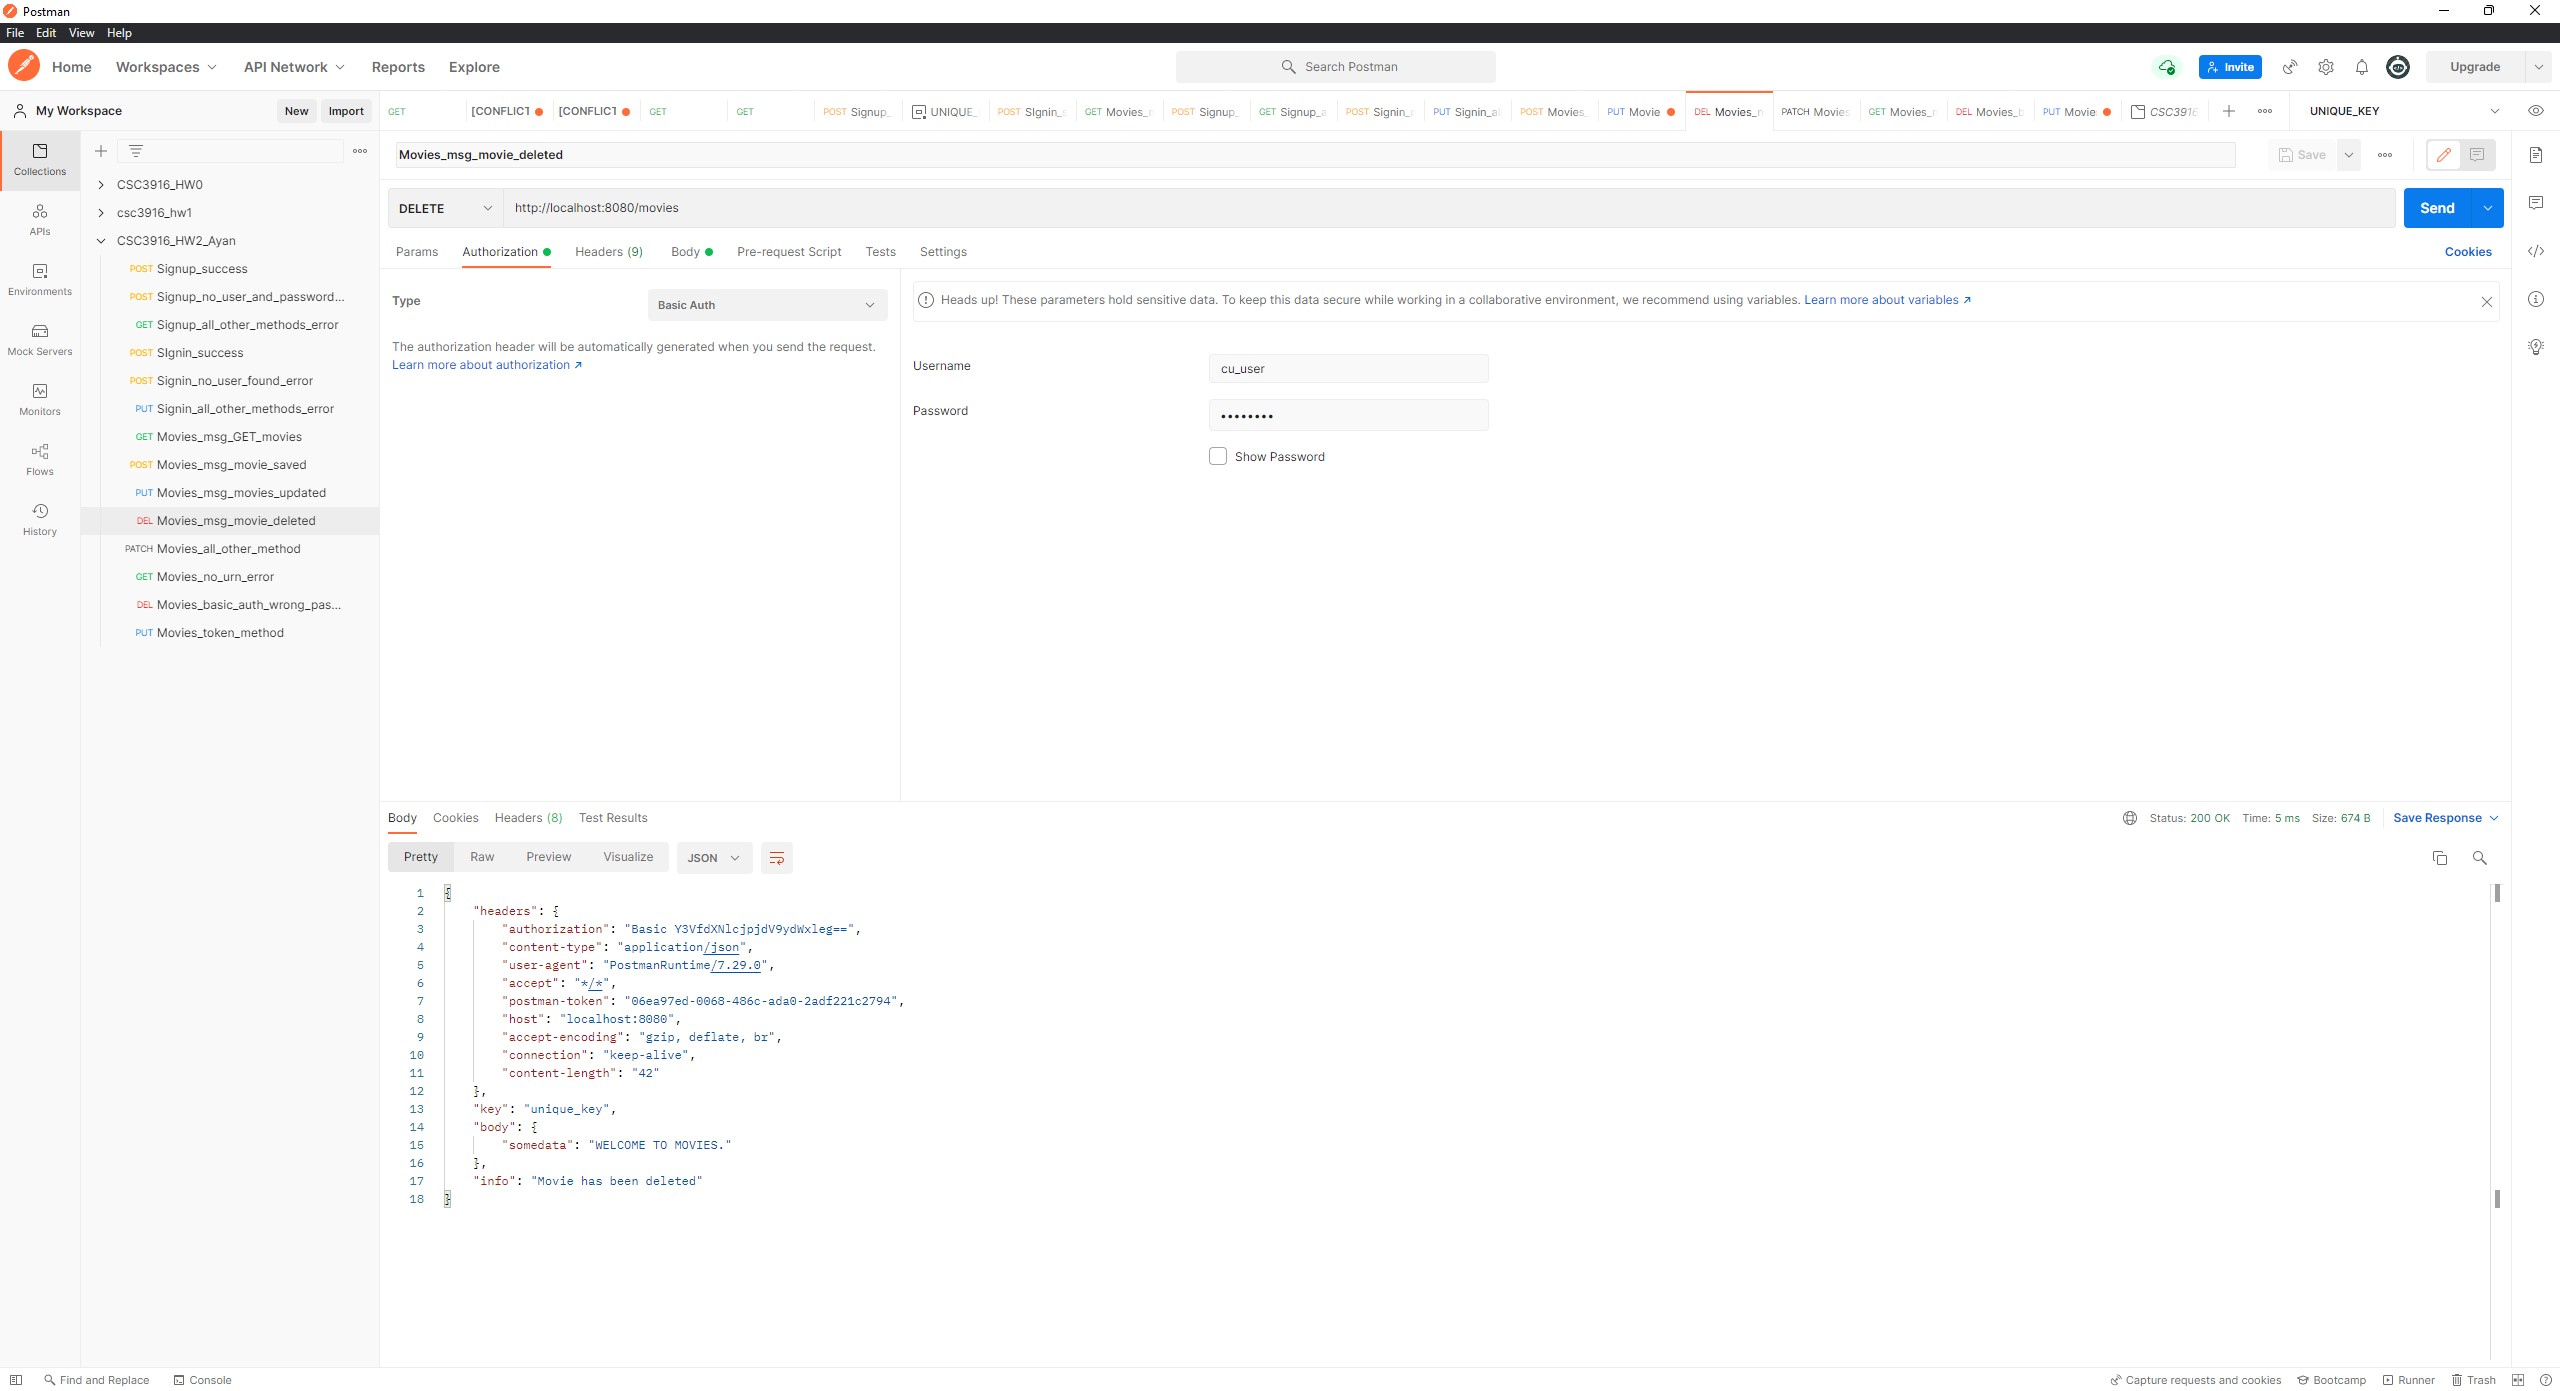 Postman
File Edit View Help
Home Workspaces API Network Reports Explore Search Postman Invite Upgrade
My Workspace New Import GET [CONFLICT [CONFLICT GET GET POST Signup_ UNIQUE_ POST SIgnin_s GET Movies_ POST Signup_ GET Signup_a POST Signin_ PUT Signin_al POST Movies_ PUT Movie DEL Movies_ PATCH Movies GET Movies_ DEL Movies_b PUT Movie CSC3916 UNIQUE_KEY
Movies_msg_movie_deleted Save
DELETE http://localhost:8080/movies Send
Params Authorization Headers (9) Body Pre-request Script Tests Settings Cookies
Collections
APIs
Environments
Mock Servers
Monitors
Flows
History
CSC3916_HW0
csc3916_hw1
CSC3916_HW2_Ayan
POST Signup_success
POST Signup_no_user_and_password...
GET Signup_all_other_methods_error
POST SIgnin_success
POST Signin_no_user_found_error
PUT Signin_all_other_methods_error
GET Movies_msg_GET_movies
POST Movies_msg_movie_saved
PUT Movies_msg_movies_updated
DEL Movies_msg_movie_deleted
PATCH Movies_all_other_method
GET Movies_no_urn_error
DEL Movies_basic_auth_wrong_pas...
PUT Movies_token_method
Type Basic Auth
The authorization header will be automatically generated when you send the request.
Learn more about authorization ↗
Heads up! These parameters hold sensitive data. To keep this data secure while working in a collaborative environment, we recommend using variables. Learn more about variables ↗
Username cu_user
Password ••••••••
Show Password
Body Cookies Headers (8) Test Results Status: 200 OK Time: 5 ms Size: 674 B Save Response
Pretty Raw Preview Visualize JSON
1 {
2 "headers": {
3 "authorization": "Basic Y3VfdXNlcjpjdV9ydWxleg==",
4 "content-type": "application/json",
5 "user-agent": "PostmanRuntime/7.29.0",
6 "accept": "*/*",
7 "postman-token": "06ea97ed-0068-486c-ada0-2adf221c2794",
8 "host": "localhost:8080",
9 "accept-encoding": "gzip, deflate, br",
10 "connection": "keep-alive",
11 "content-length": "42"
12 },
13 "key": "unique_key",
14 "body": {
15 "somedata": "WELCOME TO MOVIES."
16 },
17 "info": "Movie has been deleted"
18 }
Find and Replace Console Capture requests and cookies Bootcamp Runner Trash